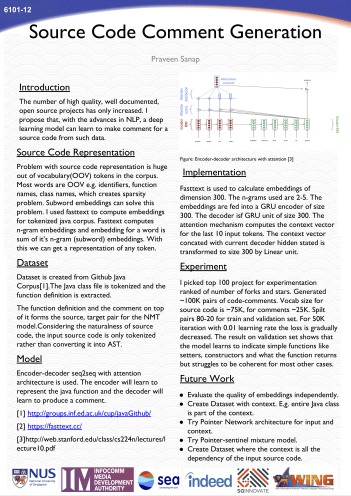 6101-12
Source Code Comment Generation
Praveen Sanap
Introduction
The number of high quality, well documented,
open source projects has only increased. I
propose that, with the advances in NLP, a deep
learning model can learn to make comment for a
source code from such data.
Source Code Representation
Problem with source code representation is huge
out of vocabulary(OOV) tokens in the corpus.
Most words are OOV e.g. identifiers, function
names, class names, which creates sparsity
problem. Subword embeddings can solve this
problem. I used fasttext to compute embeddings
for tokenized java corpus. Fasttext computes
n-gram embeddings and embedding for a word is
sum of it's n-gram (subword) embeddings. With
this we can get a representation of any token.
Dataset
Dataset is created from Github Java
Corpus[1].The Java class file is tokenized and the
function definition is extracted.
The function definition and the comment on top
of it forms the source, target pair for the NMT
model.Considering the naturalness of source
code, the input source code is only tokenized
rather than converting it into AST.
Model
Encoder-decoder seq2seq with attention
architecture is used. The encoder will learn to
represent the java function and the decoder will
learn to produce a comment.
[1] http://groups.inf.ed.ac.uk/cup/javaGithub/
[2] https://fasttext.cc/
[3]http://web.stanford.edu/class/cs224n/lectures/l
ecture10.pdf
Figure: Encoder-decoder architecture with attention [3]
Implementation
Fasttext is used to calculate embeddings of
dimension 300. The n-grams used are 2-5. The
embeddings are fed into a GRU encoder of size
300. The decoder isf GRU unit of size 300. The
attention mechanism computes the context vector
for the last 10 input tokens. The context vector
concated with current decoder hidden stated is
transformed to size 300 by Linear unit.
Experiment
I picked top 100 project for experimentation
ranked of number of forks and stars. Generated
~100K pairs of code-comments. Vocab size for
source code is ~75K, for comments ~25K. Spilt
pairs 80-20 for train and validation set. For 50K
iteration with 0.01 learning rate the loss is gradually
decreased. The result on validation set shows that
the model learns to indicate simple functions like
setters, constructors and what the function returns
but struggles to be coherent for most other cases.
Future Work
● Evaluate the quality of embeddings independently.
● Create Dataset with context. E.g. entire Java class
is part of the context.
● Try Pointer Network architecture for input and
context.
● Try Pointer-sentinel mixture model.
● Create Dataset where the context is all the
dependency of the input source code.
NUS
National University
of Singapore
IM
INFOCOMM
MEDIA
DEVELOPMENT
AUTHORITY
sea
indeed
SGINNOVATE
WING